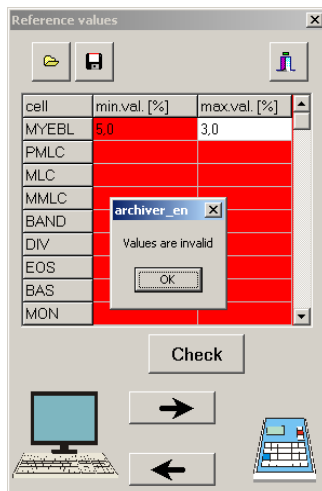 Reference values
cell min.val. [%] max.val. [%]
MYEBL 5,0 3,0
PMLC
MLC
MMLC
BAND
DIV
EOS
BAS
MON
archiver_en
Values are invalid
OK
Check